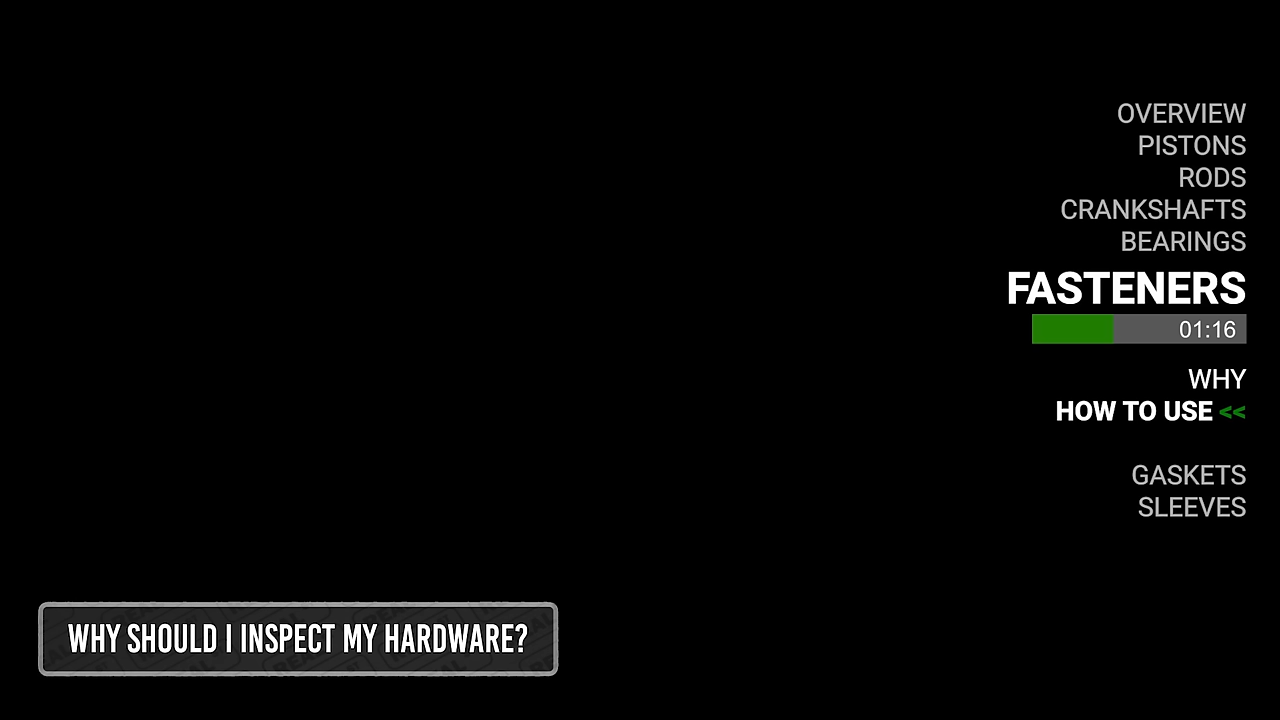 OVERVIEW
PISTONS
RODS
CRANKSHAFTS
BEARINGS
FASTENERS
01:16
WHY
HOW TO USE <<
GASKETS
SLEEVES
WHY SHOULD I INSPECT MY HARDWARE?